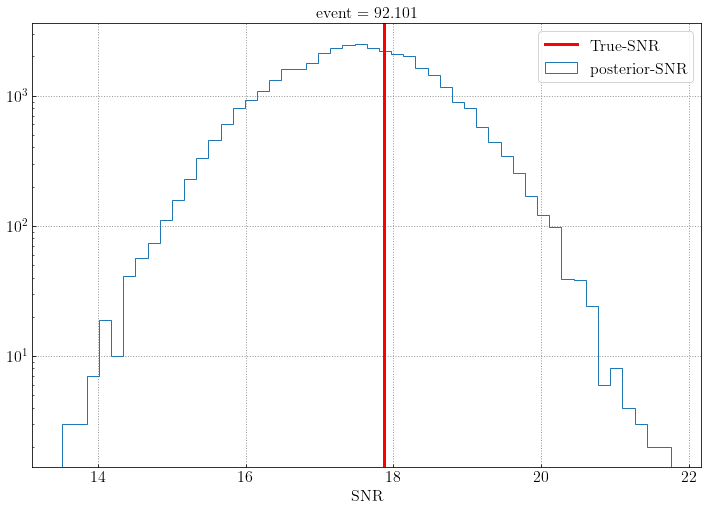 event = 92.101
True-SNR
posterior-SNR
10³
10²
10¹
14 16 18 20 22
SNR